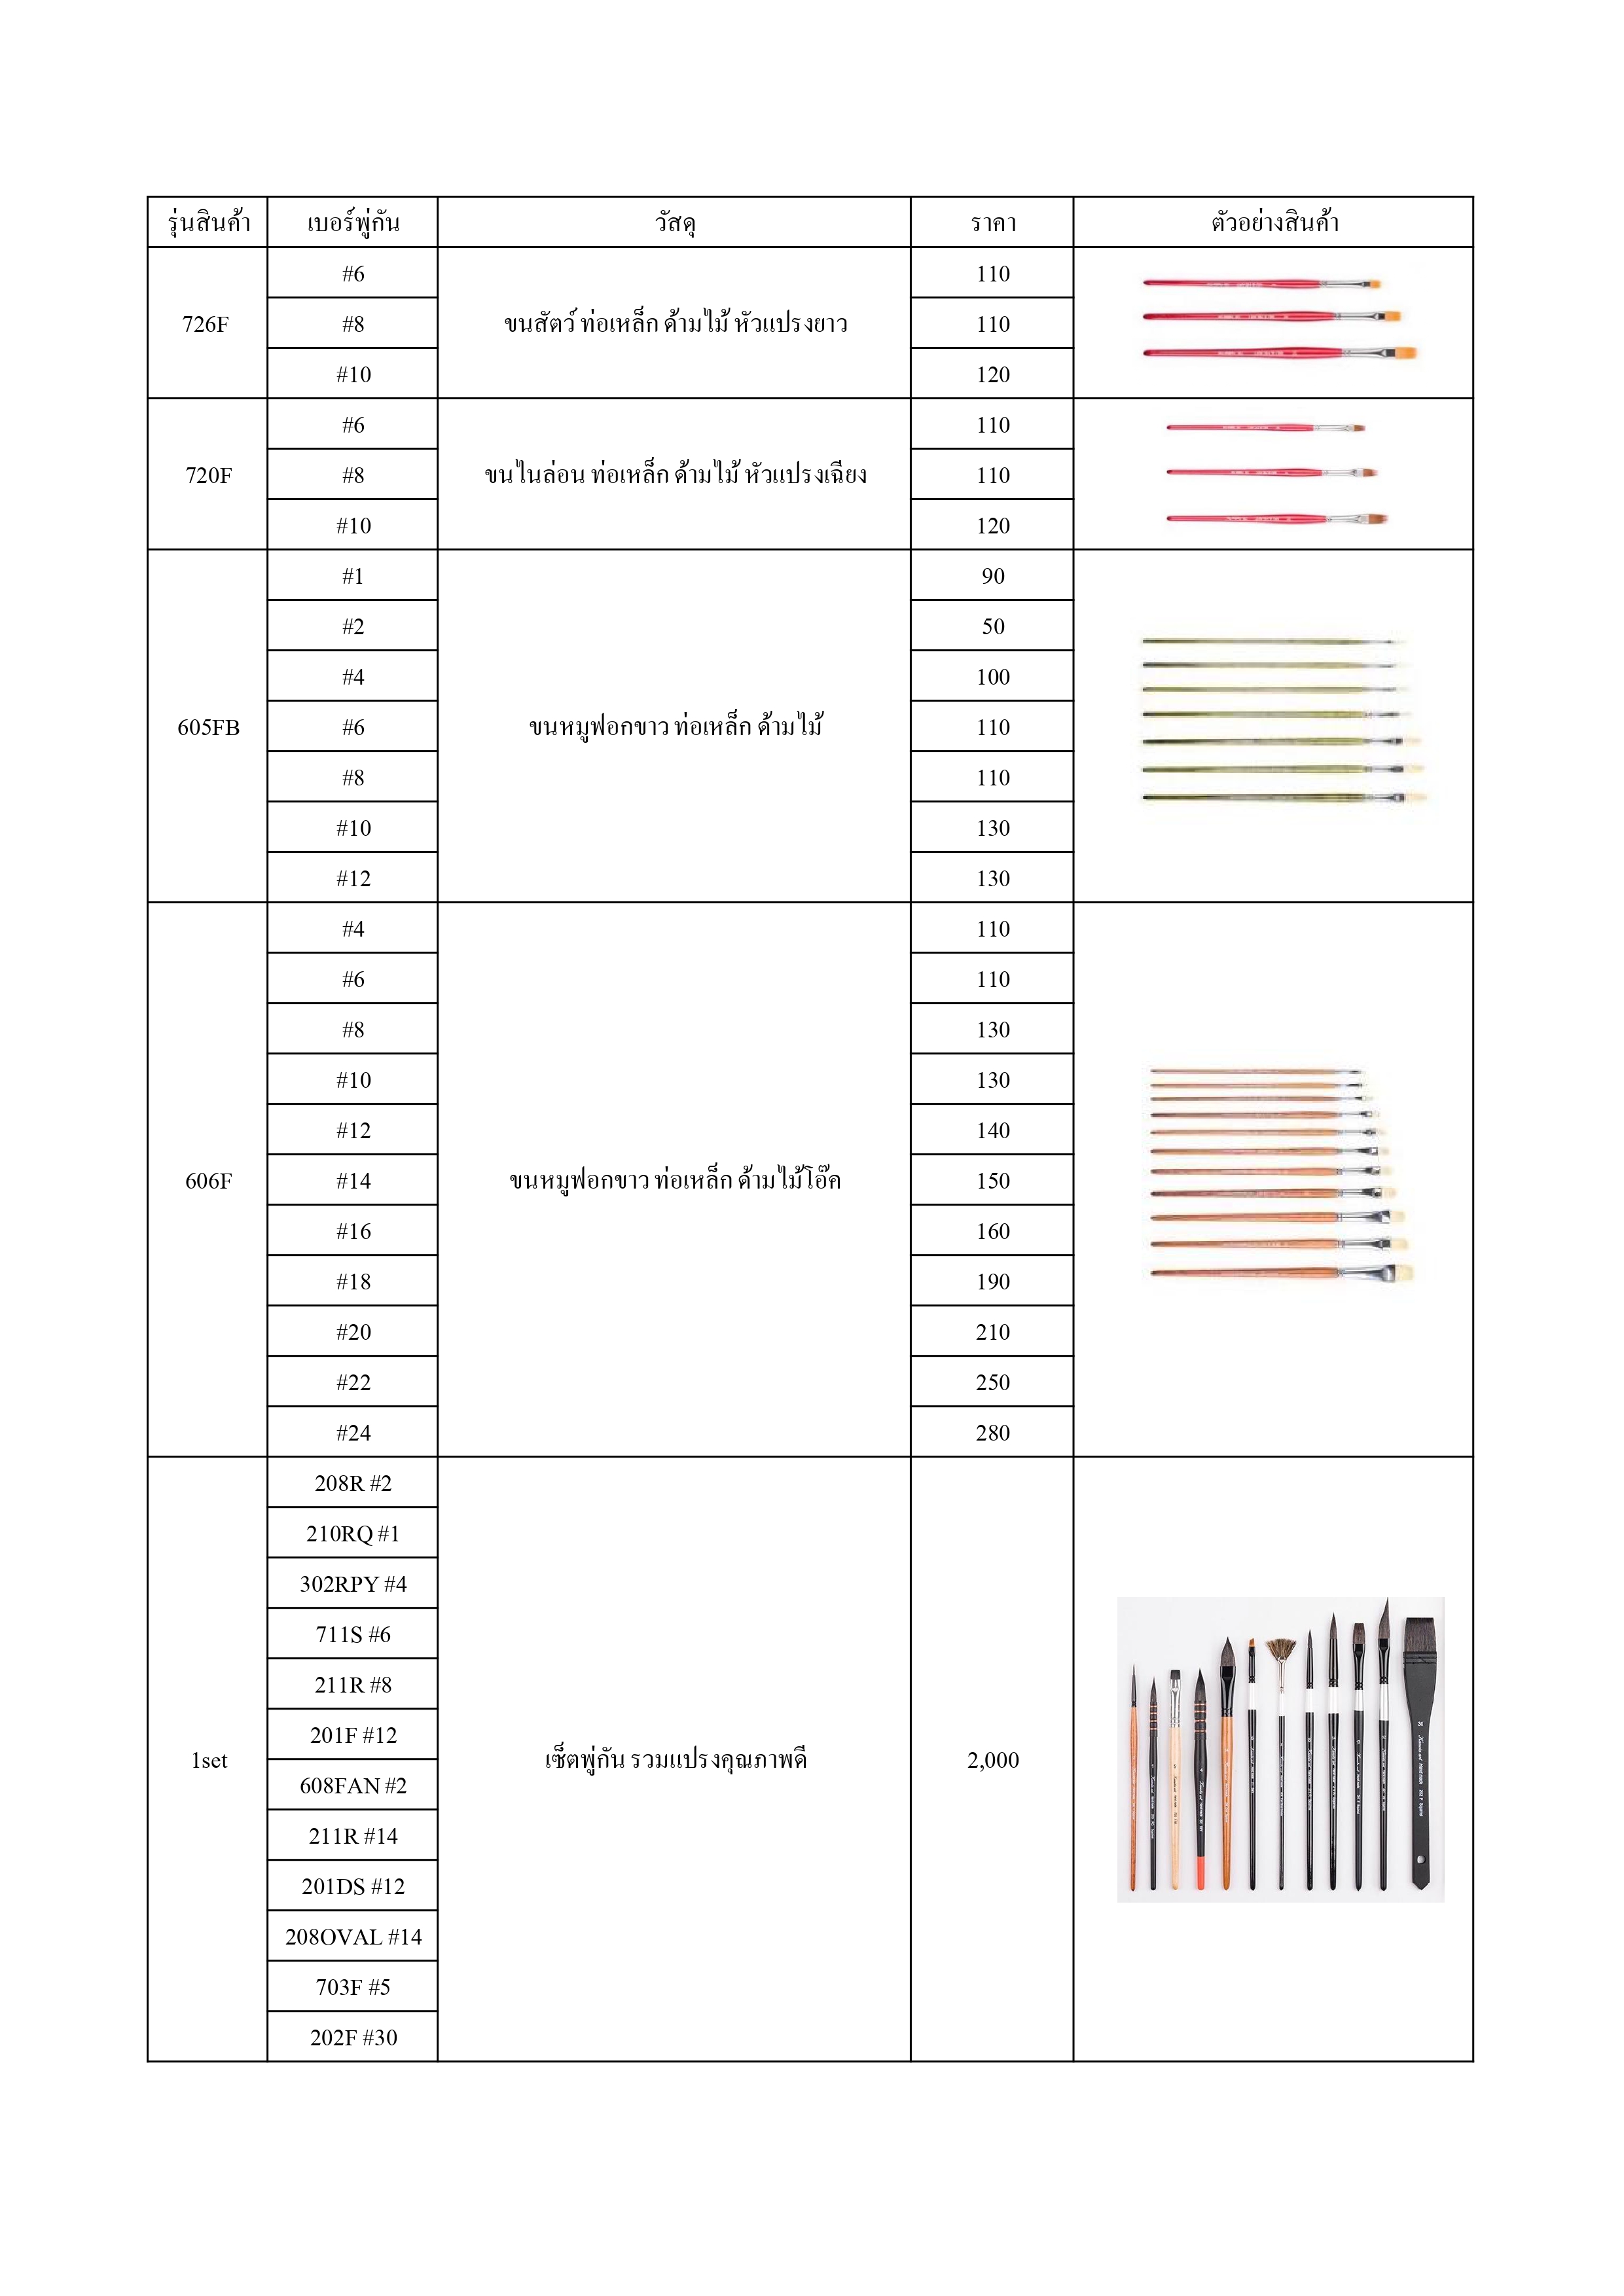 รุ่นสินค้า เบอร์พู่กัน วัสดุ ราคา ตัวอย่างสินค้า
726F ขนสัตว์ ท่อเหล็ก ด้ามไม้ หัวแปรงยาว
#6 110
#8 110
#10 120
720F ขนไนล่อน ท่อเหล็ก ด้ามไม้ หัวแปรงเฉียง
#6 110
#8 110
#10 120
605FB ขนหมูฟอกขาว ท่อเหล็ก ด้ามไม้
#1 90
#2 50
#4 100
#6 110
#8 110
#10 130
#12 130
606F ขนหมูฟอกขาว ท่อเหล็ก ด้ามไม้โอ๊ค
#4 110
#6 110
#8 130
#10 130
#12 140
#14 150
#16 160
#18 190
#20 210
#22 250
#24 280
1set เซ็ตพู่กัน รวมแปรงคุณภาพดี 2,000
208R #2
210RQ #1
302RPY #4
711S #6
211R #8
201F #12
608FAN #2
211R #14
201DS #12
208OVAL #14
703F #5
202F #30